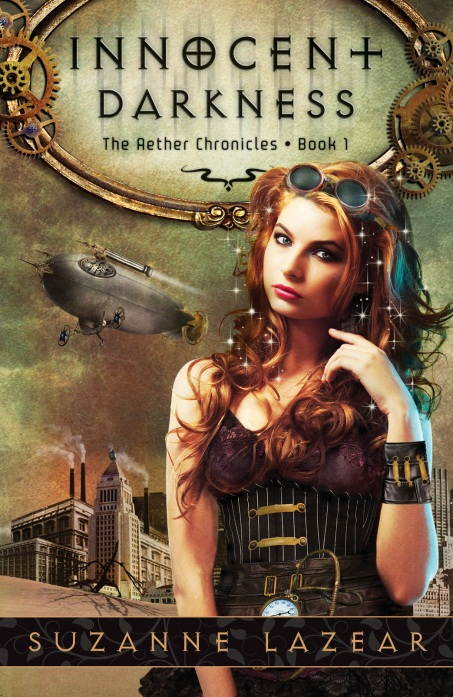 INNOCENT
DARKNESS
The Aether Chronicles • Book 1
SUZANNE LAZEAR